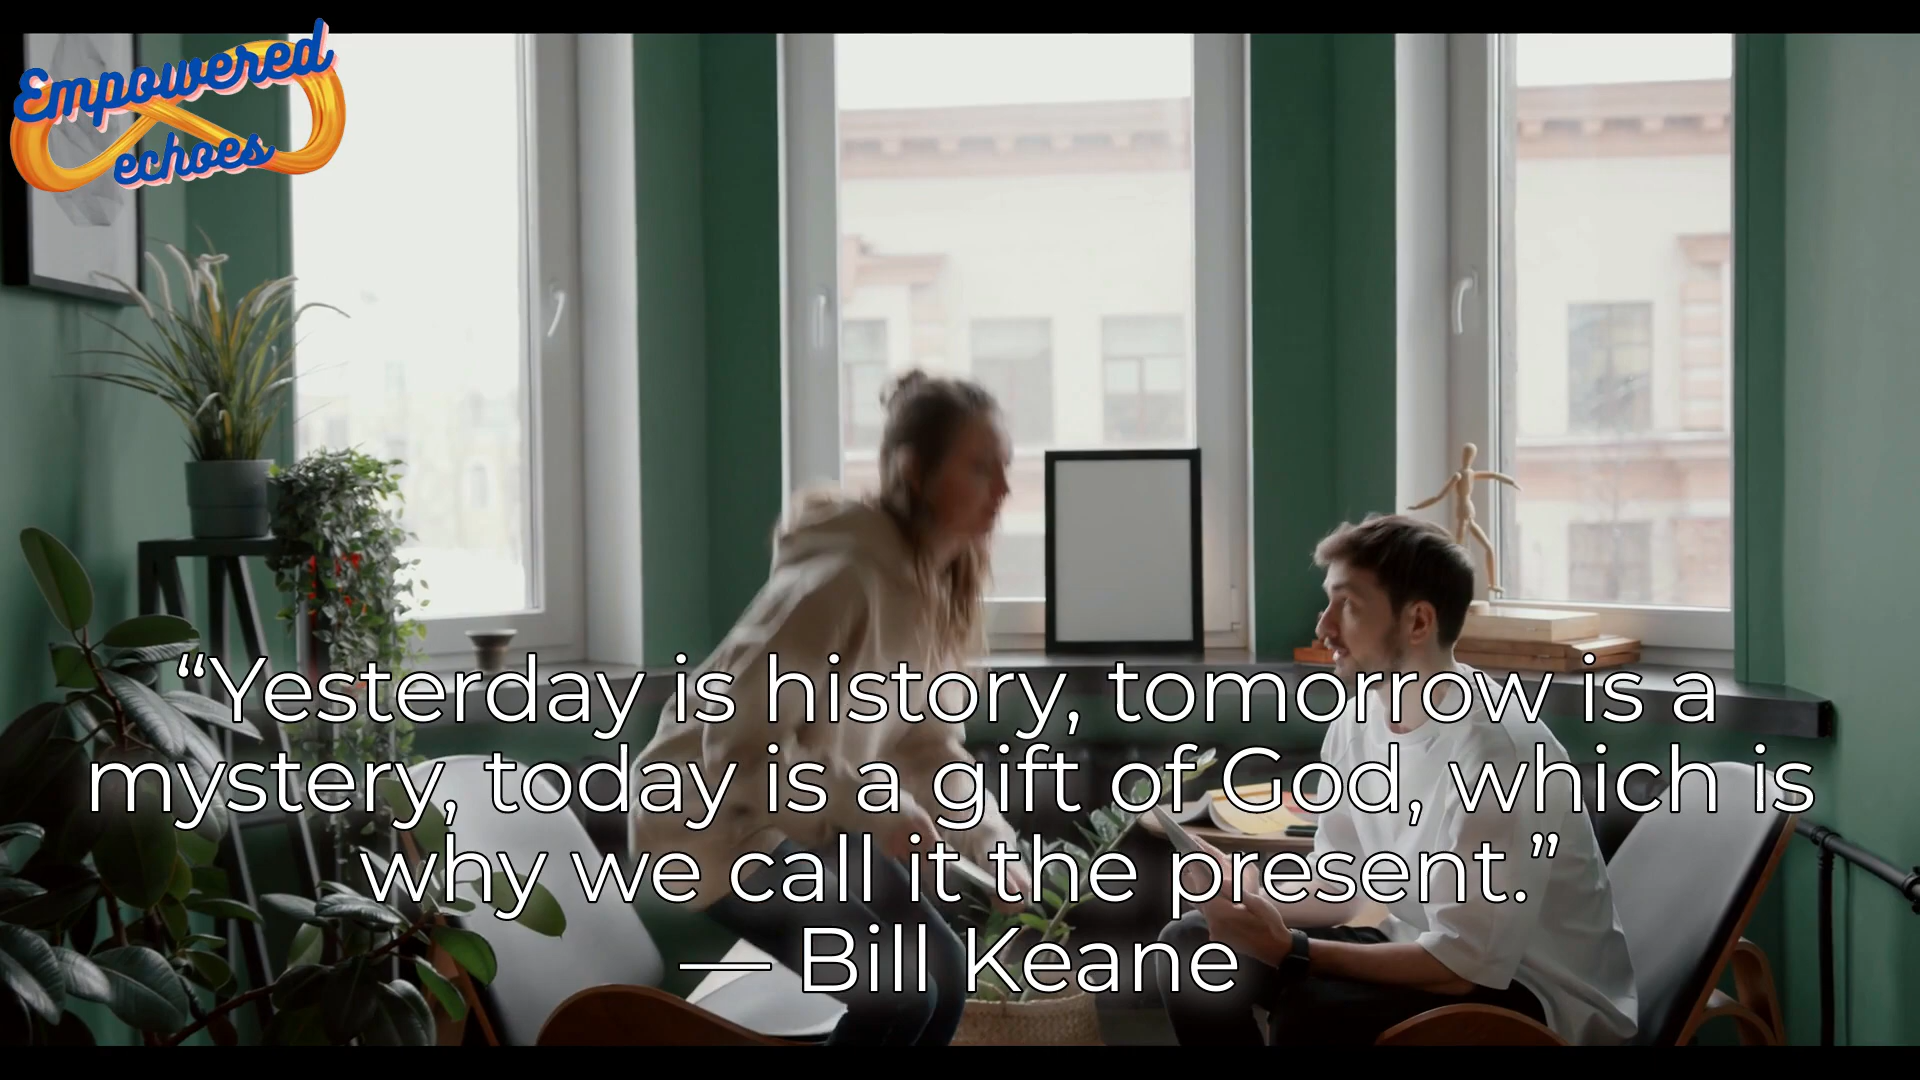 Empowered
echoes
“Yesterday is history, tomorrow is a
mystery, today is a gift of God, which is
why we call it the present.”
— Bill Keane